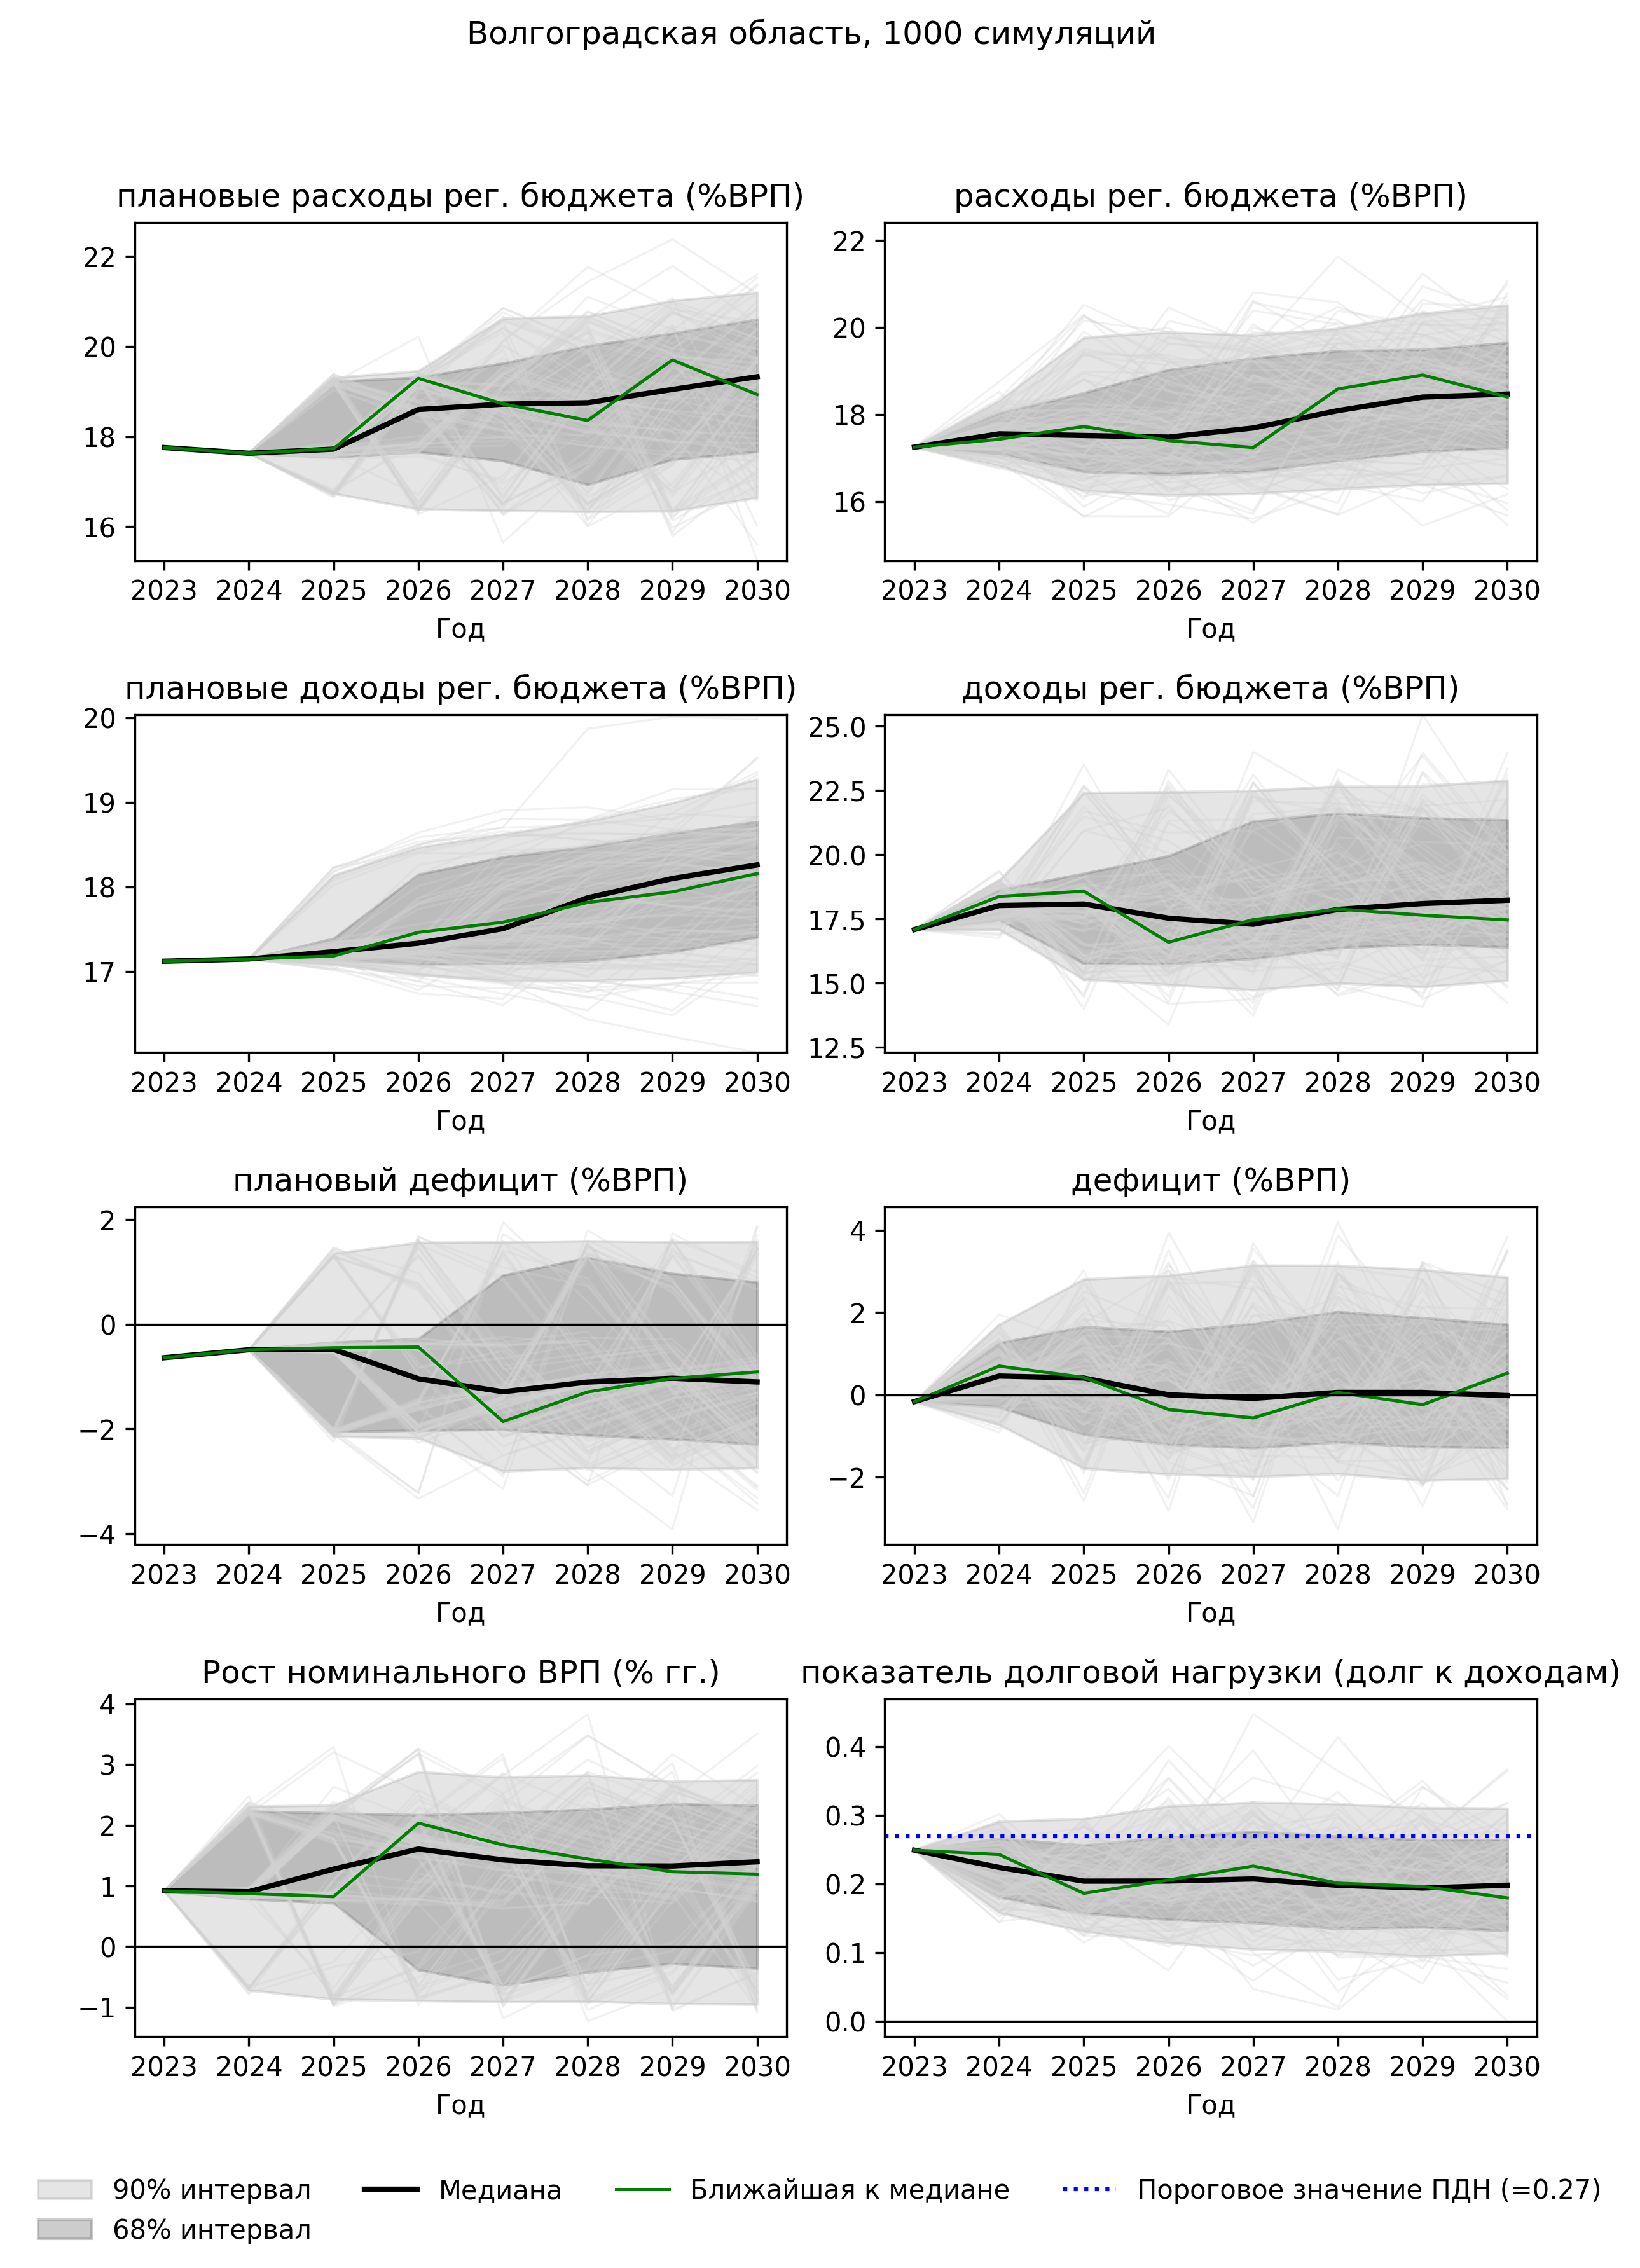 Волгоградская область, 1000 симуляций
плановые расходы рег. бюджета (%ВРП)
22
20
18
16
2023 2024 2025 2026 2027 2028 2029 2030
Год
расходы рег. бюджета (%ВРП)
22
20
18
16
2023 2024 2025 2026 2027 2028 2029 2030
Год
плановые доходы рег. бюджета (%ВРП)
20
19
18
17
2023 2024 2025 2026 2027 2028 2029 2030
Год
доходы рег. бюджета (%ВРП)
25.0
22.5
20.0
17.5
15.0
12.5
2023 2024 2025 2026 2027 2028 2029 2030
Год
плановый дефицит (%ВРП)
2
0
−2
−4
2023 2024 2025 2026 2027 2028 2029 2030
Год
дефицит (%ВРП)
4
2
0
−2
2023 2024 2025 2026 2027 2028 2029 2030
Год
Рост номинального ВРП (% гг.)
4
3
2
1
0
−1
2023 2024 2025 2026 2027 2028 2029 2030
Год
показатель долговой нагрузки (долг к доходам)
0.4
0.3
0.2
0.1
0.0
2023 2024 2025 2026 2027 2028 2029 2030
Год
90% интервал
68% интервал
Медиана
Ближайшая к медиане
Пороговое значение ПДН (=0.27)